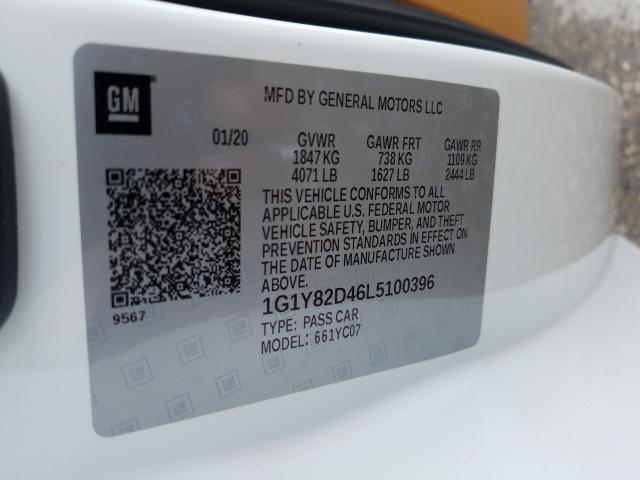 GM
MFD BY GENERAL MOTORS LLC
01/20 GVWR GAWR FRT GAWR RR
1847 KG 738 KG 1109 KG
4071 LB 1627 LB 2444 LB
THIS VEHICLE CONFORMS TO ALL
APPLICABLE U.S. FEDERAL MOTOR
VEHICLE SAFETY, BUMPER, AND THEFT
PREVENTION STANDARDS IN EFFECT ON
THE DATE OF MANUFACTURE SHOWN
ABOVE.
9567
1G1Y82D46L5100396
TYPE: PASS CAR
MODEL: 661YC07